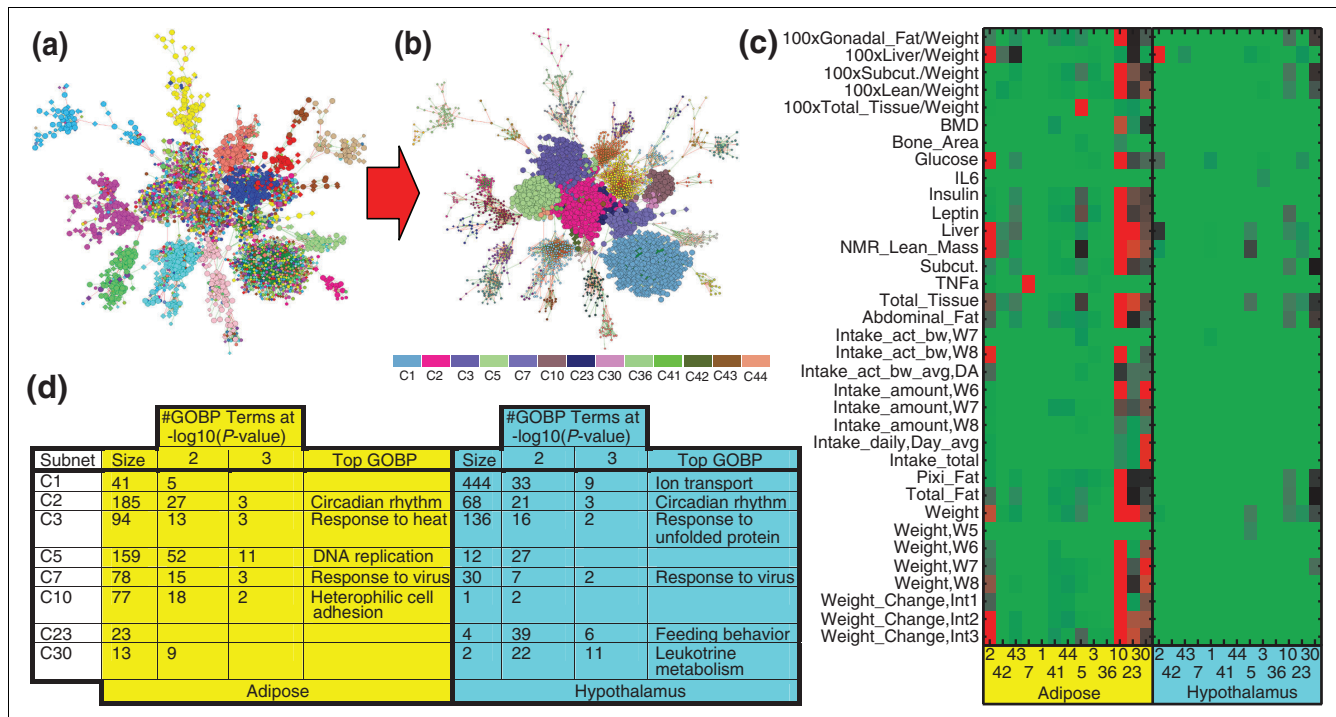 (a)
(b)
(c)
C1 C2 C3 C5 C7 C10 C23 C30 C36 C41 C42 C43 C44
100xGonadal_Fat/Weight
100xLiver/Weight
100xSubcut./Weight
100xLean/Weight
100xTotal_Tissue/Weight
BMD
Bone_Area
Glucose
IL6
Insulin
Leptin
Liver
NMR_Lean_Mass
Subcut.
TNFa
Total_Tissue
Abdominal_Fat
Intake_act_bw,W7
Intake_act_bw,W8
Intake_act_bw_avg,DA
Intake_amount,W6
Intake_amount,W7
Intake_amount,W8
Intake_daily,Day_avg
Intake_total
Pixi_Fat
Total_Fat
Weight
Weight,W5
Weight,W6
Weight,W7
Weight,W8
Weight_Change,Int1
Weight_Change,Int2
Weight_Change,Int3
2 43 1 44 3 10 30 2 43 1 44 3 10 30
42 7 41 5 36 23 42 7 41 5 36 23
Adipose Hypothalamus
(d)
#GOBP Terms at -log10(P-value) #GOBP Terms at -log10(P-value)
Subnet Size 2 3 Top GOBP Size 2 3 Top GOBP
C1 41 5 444 33 9 Ion transport
C2 185 27 3 Circadian rhythm 68 21 3 Circadian rhythm
C3 94 13 3 Response to heat 136 16 2 Response to unfolded protein
C5 159 52 11 DNA replication 12 27
C7 78 15 3 Response to virus 30 7 2 Response to virus
C10 77 18 2 Heterophilic cell adhesion 1 2
C23 23 4 39 6 Feeding behavior
C30 13 9 2 22 11 Leukotrine metabolism
Adipose Hypothalamus